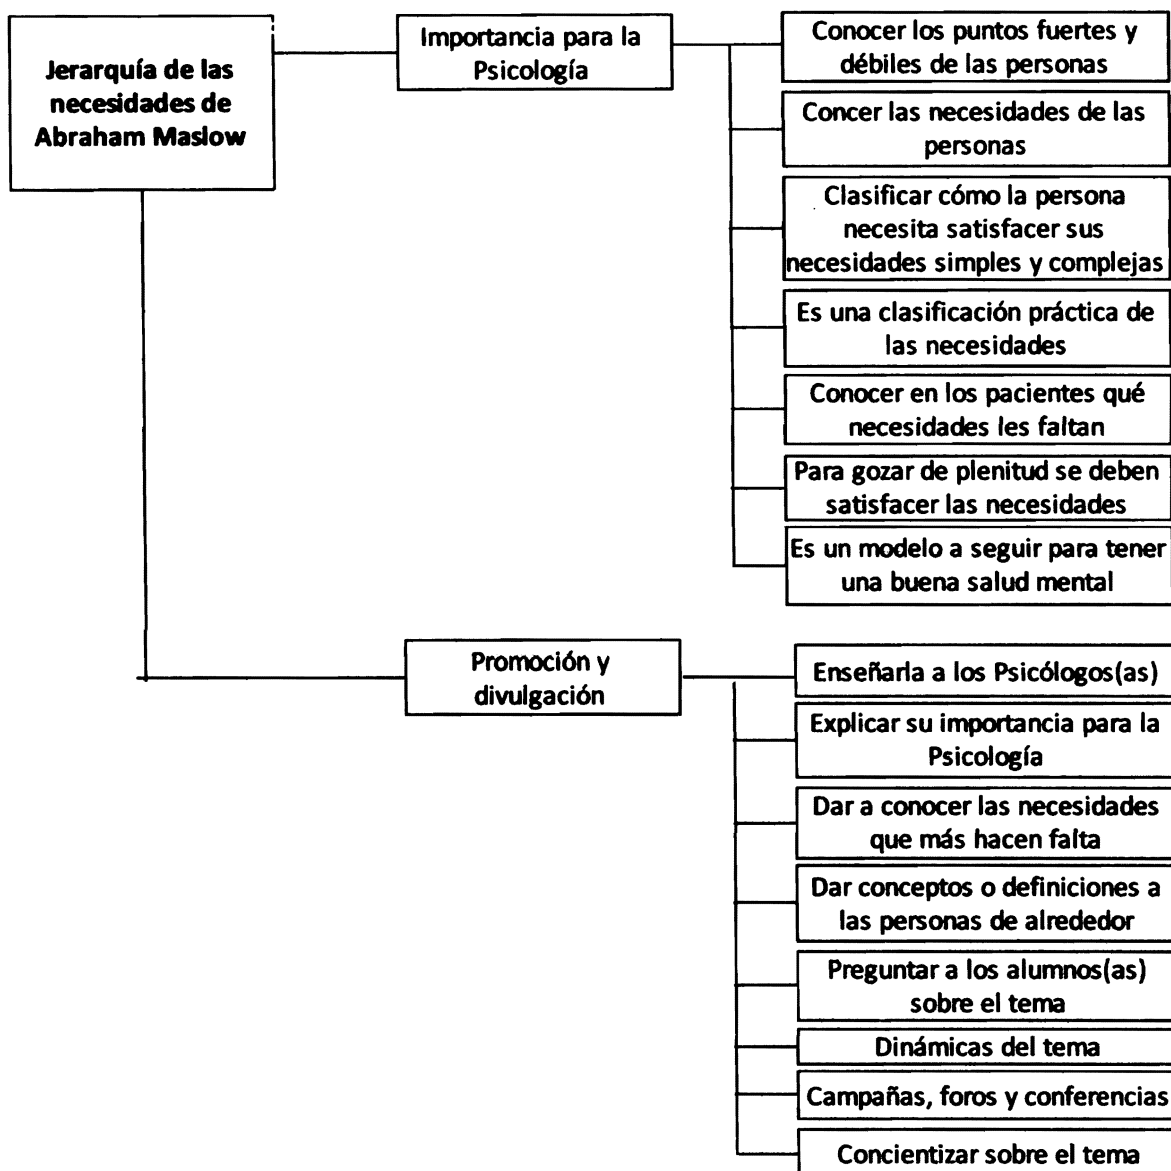 Jerarquía de las
necesidades de
Abraham Maslow
Importancia para la
Psicología
Conocer los puntos fuertes y
débiles de las personas
Concer las necesidades de las
personas
Clasificar cómo la persona
necesita satisfacer sus
necesidades simples y complejas
Es una clasificación práctica de
las necesidades
Conocer en los pacientes qué
necesidades les faltan
Para gozar de plenitud se deben
satisfacer las necesidades
Es un modelo a seguir para tener
una buena salud mental
Promoción y
divulgación
Enseñarla a los Psicólogos(as)
Explicar su importancia para la
Psicología
Dar a conocer las necesidades
que más hacen falta
Dar conceptos o definiciones a
las personas de alrededor
Preguntar a los alumnos(as)
sobre el tema
Dinámicas del tema
Campañas, foros y conferencias
Concientizar sobre el tema